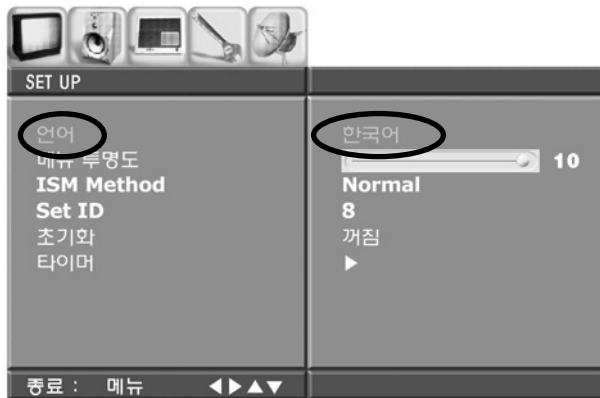 SET UP
언어 한국어
메뉴 투명도 10
ISM Method Normal
Set ID 8
초기화 꺼짐
타이머 ▶
종료 : 메뉴 ◀▶▲▼